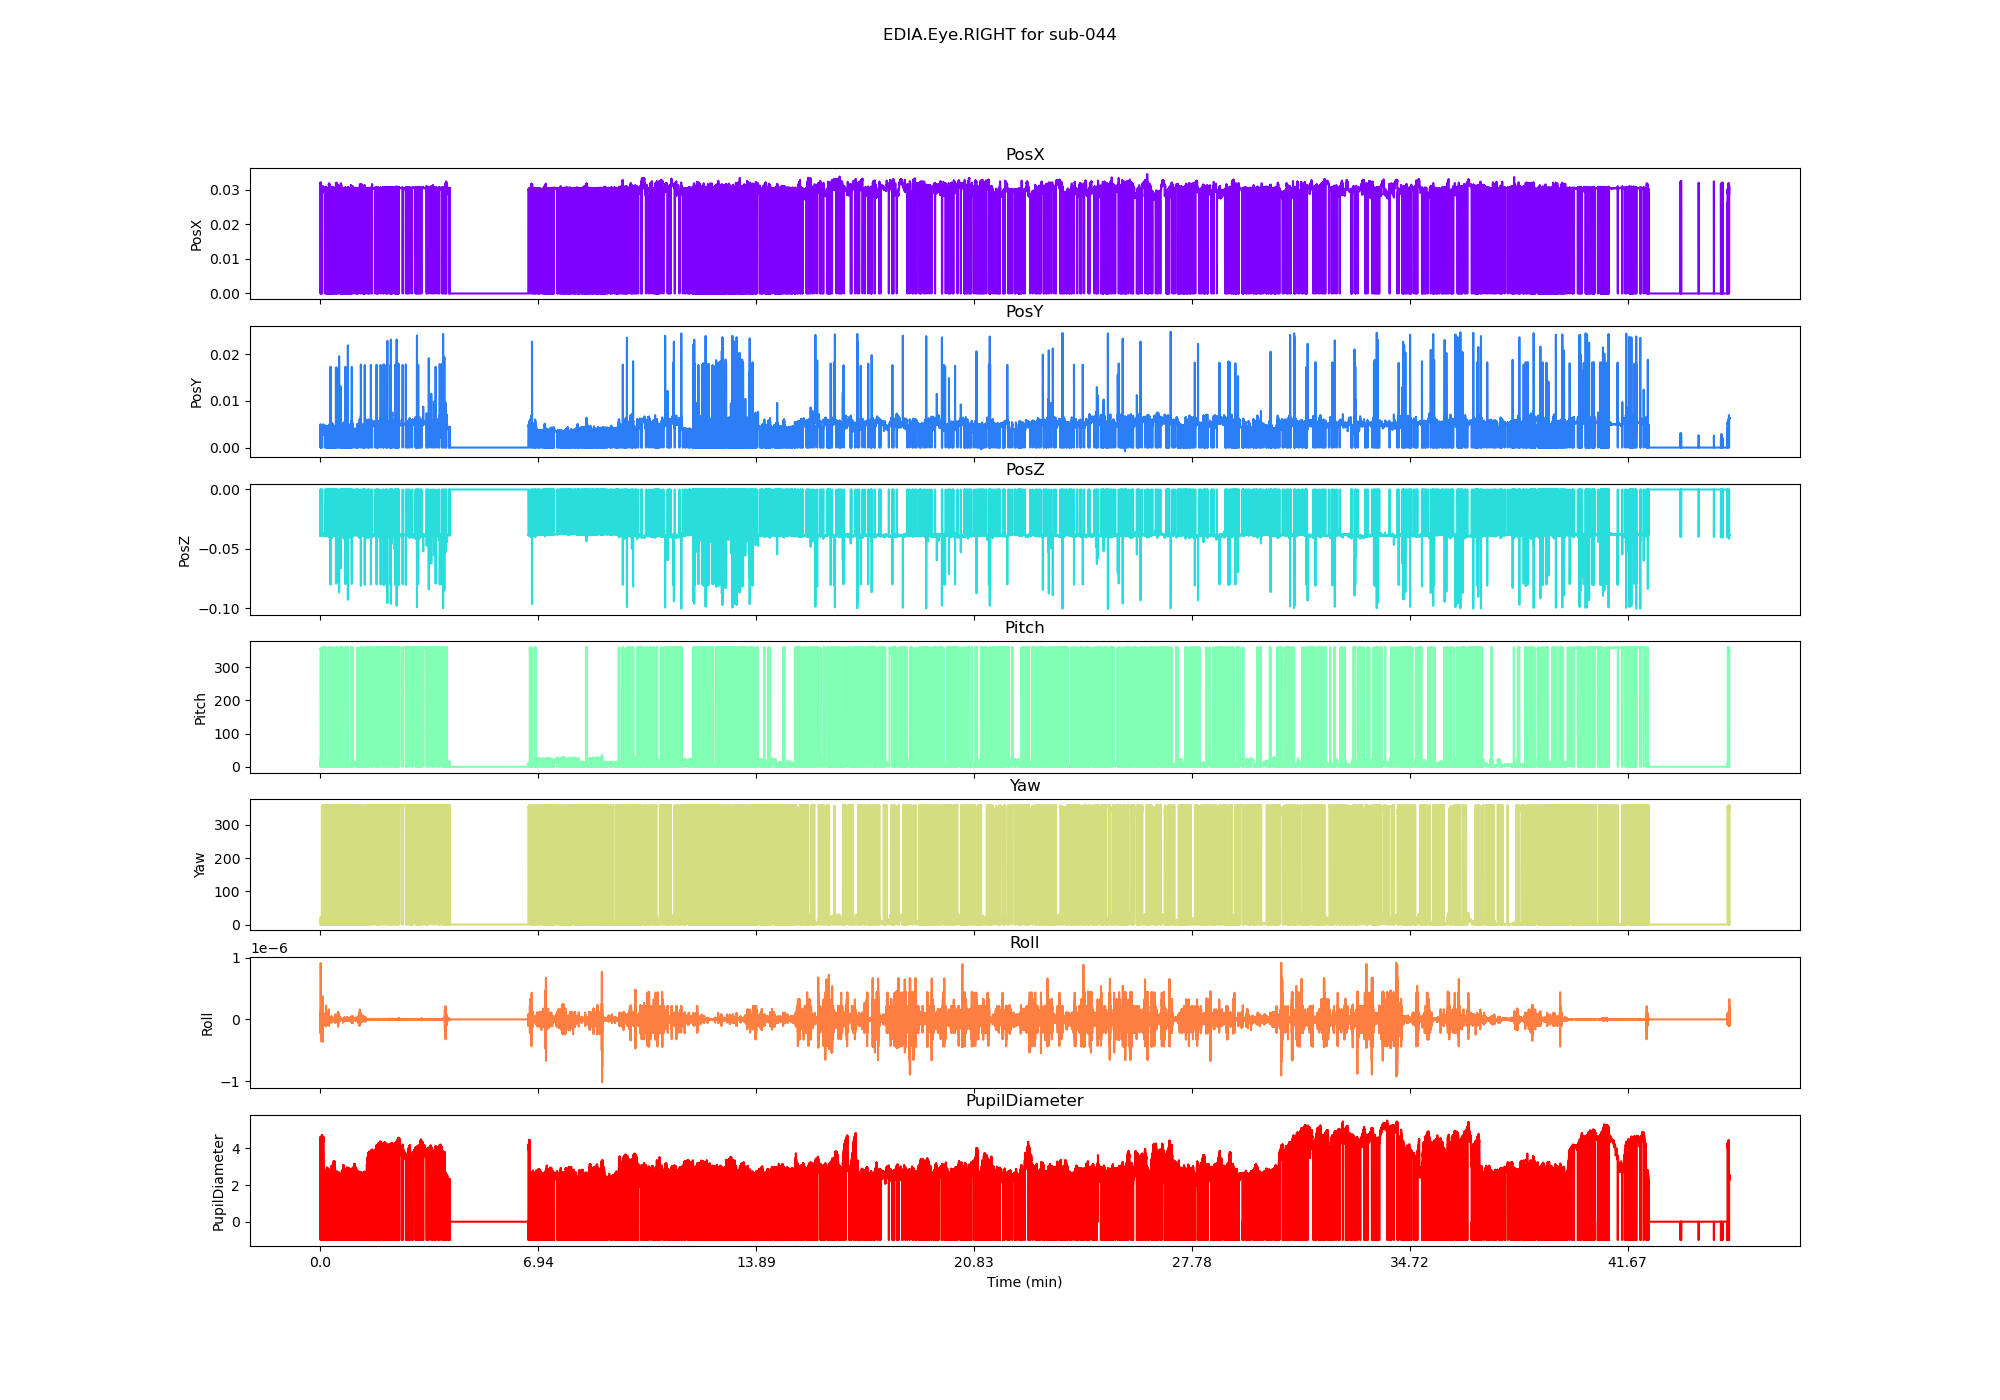 EDIA.Eye.RIGHT for sub-044
PosX
0.03
0.02
0.01
0.00
PosX
PosY
0.02
0.01
0.00
PosY
PosZ
0.00
−0.05
−0.10
PosZ
Pitch
300
200
100
0
Pitch
Yaw
300
200
100
0
Yaw
1e−6
Roll
1
0
−1
Roll
PupilDiameter
4
2
0
PupilDiameter
0.0 6.94 13.89 20.83 27.78 34.72 41.67
Time (min)